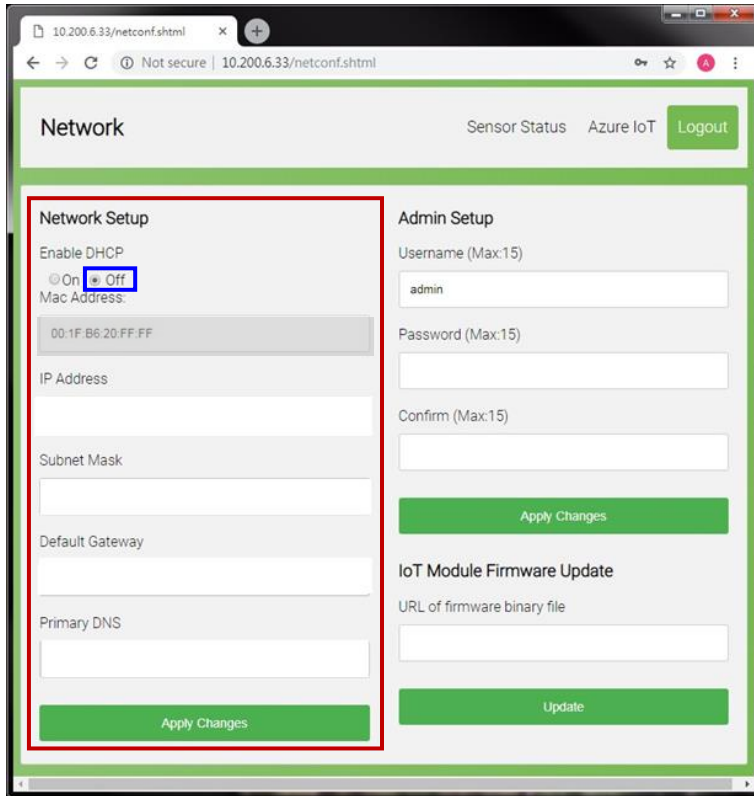 10.200.6.33/netconf.shtml
Not secure | 10.200.6.33/netconf.shtml
A
Network
Sensor Status Azure IoT Logout
Network Setup
Enable DHCP
On Off
Mac Address:
00:1F:B6:20:FF:FF
IP Address
Subnet Mask
Default Gateway
Primary DNS
Apply Changes
Admin Setup
Username (Max:15)
admin
Password (Max:15)
Confirm (Max:15)
Apply Changes
IoT Module Firmware Update
URL of firmware binary file
Update